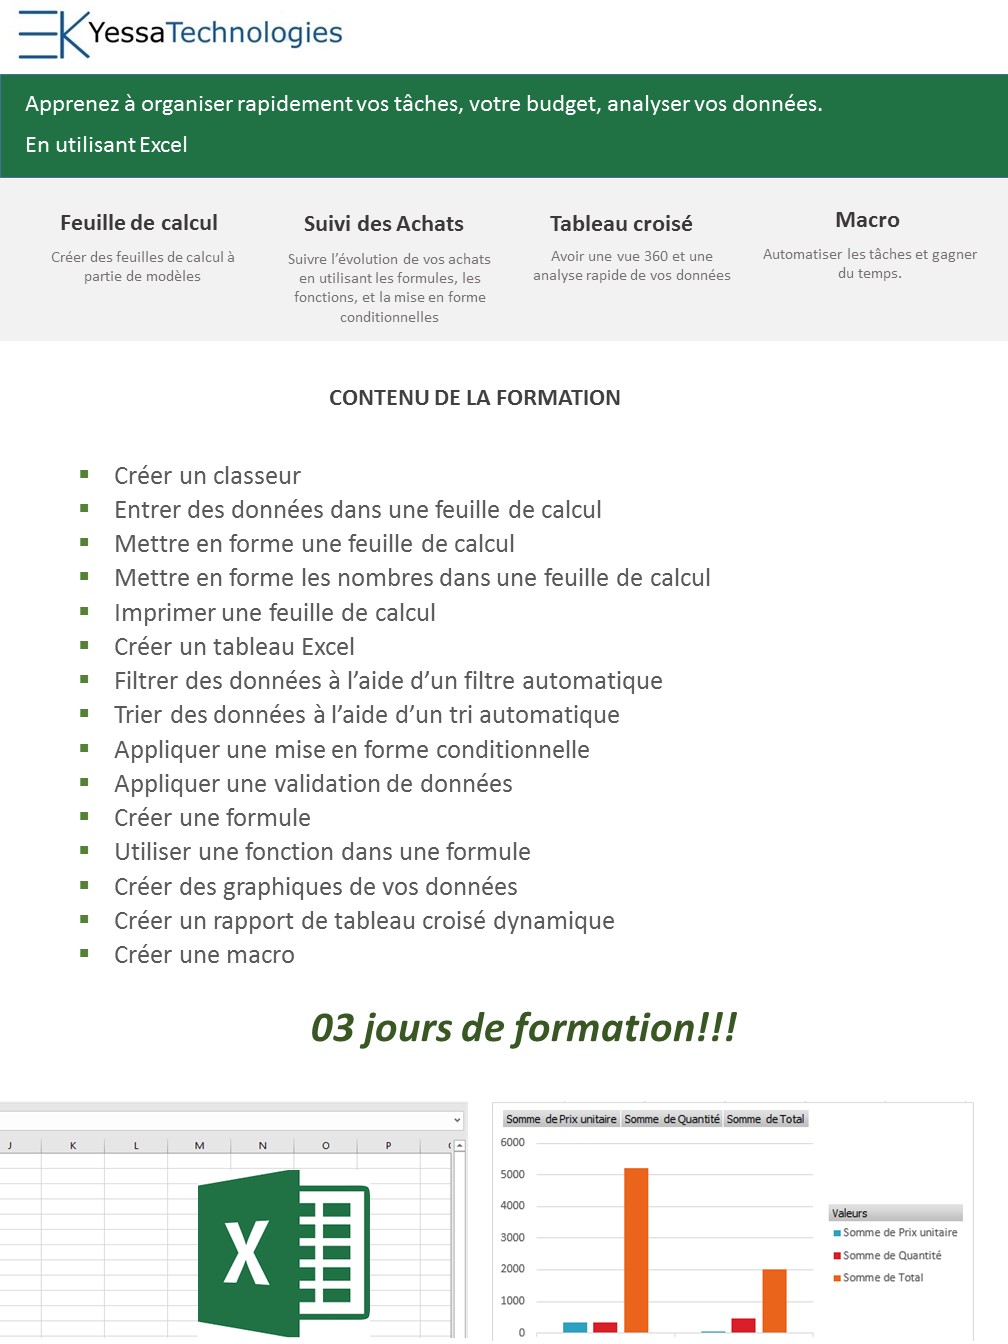 YessaTechnologies
Apprenez à organiser rapidement vos tâches, votre budget, analyser vos données.
En utilisant Excel
Feuille de calcul
Créer des feuilles de calcul à
partie de modèles
Suivi des Achats
Suivre l’évolution de vos achats
en utilisant les formules, les
fonctions, et la mise en forme
conditionnelles
Tableau croisé
Avoir une vue 360 et une
analyse rapide de vos données
Macro
Automatiser les tâches et gagner
du temps.
CONTENU DE LA FORMATION
▪ Créer un classeur
▪ Entrer des données dans une feuille de calcul
▪ Mettre en forme une feuille de calcul
▪ Mettre en forme les nombres dans une feuille de calcul
▪ Imprimer une feuille de calcul
▪ Créer un tableau Excel
▪ Filtrer des données à l’aide d’un filtre automatique
▪ Trier des données à l’aide d’un tri automatique
▪ Appliquer une mise en forme conditionnelle
▪ Appliquer une validation de données
▪ Créer une formule
▪ Utiliser une fonction dans une formule
▪ Créer des graphiques de vos données
▪ Créer un rapport de tableau croisé dynamique
▪ Créer une macro
03 jours de formation!!!
J K L M N O P
X
Somme de Prix unitaire Somme de Quantité Somme de Total
6000
5000
4000
3000
2000
1000
0
Valeurs
Somme de Prix unitaire
Somme de Quantité
Somme de Total